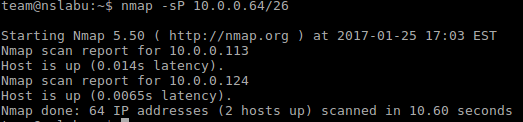 team@nslabu:~$ nmap -sP 10.0.0.64/26
Starting Nmap 5.50 ( http://nmap.org ) at 2017-01-25 17:03 EST
Nmap scan report for 10.0.0.113
Host is up (0.014s latency).
Nmap scan report for 10.0.0.124
Host is up (0.0065s latency).
Nmap done: 64 IP addresses (2 hosts up) scanned in 10.60 seconds